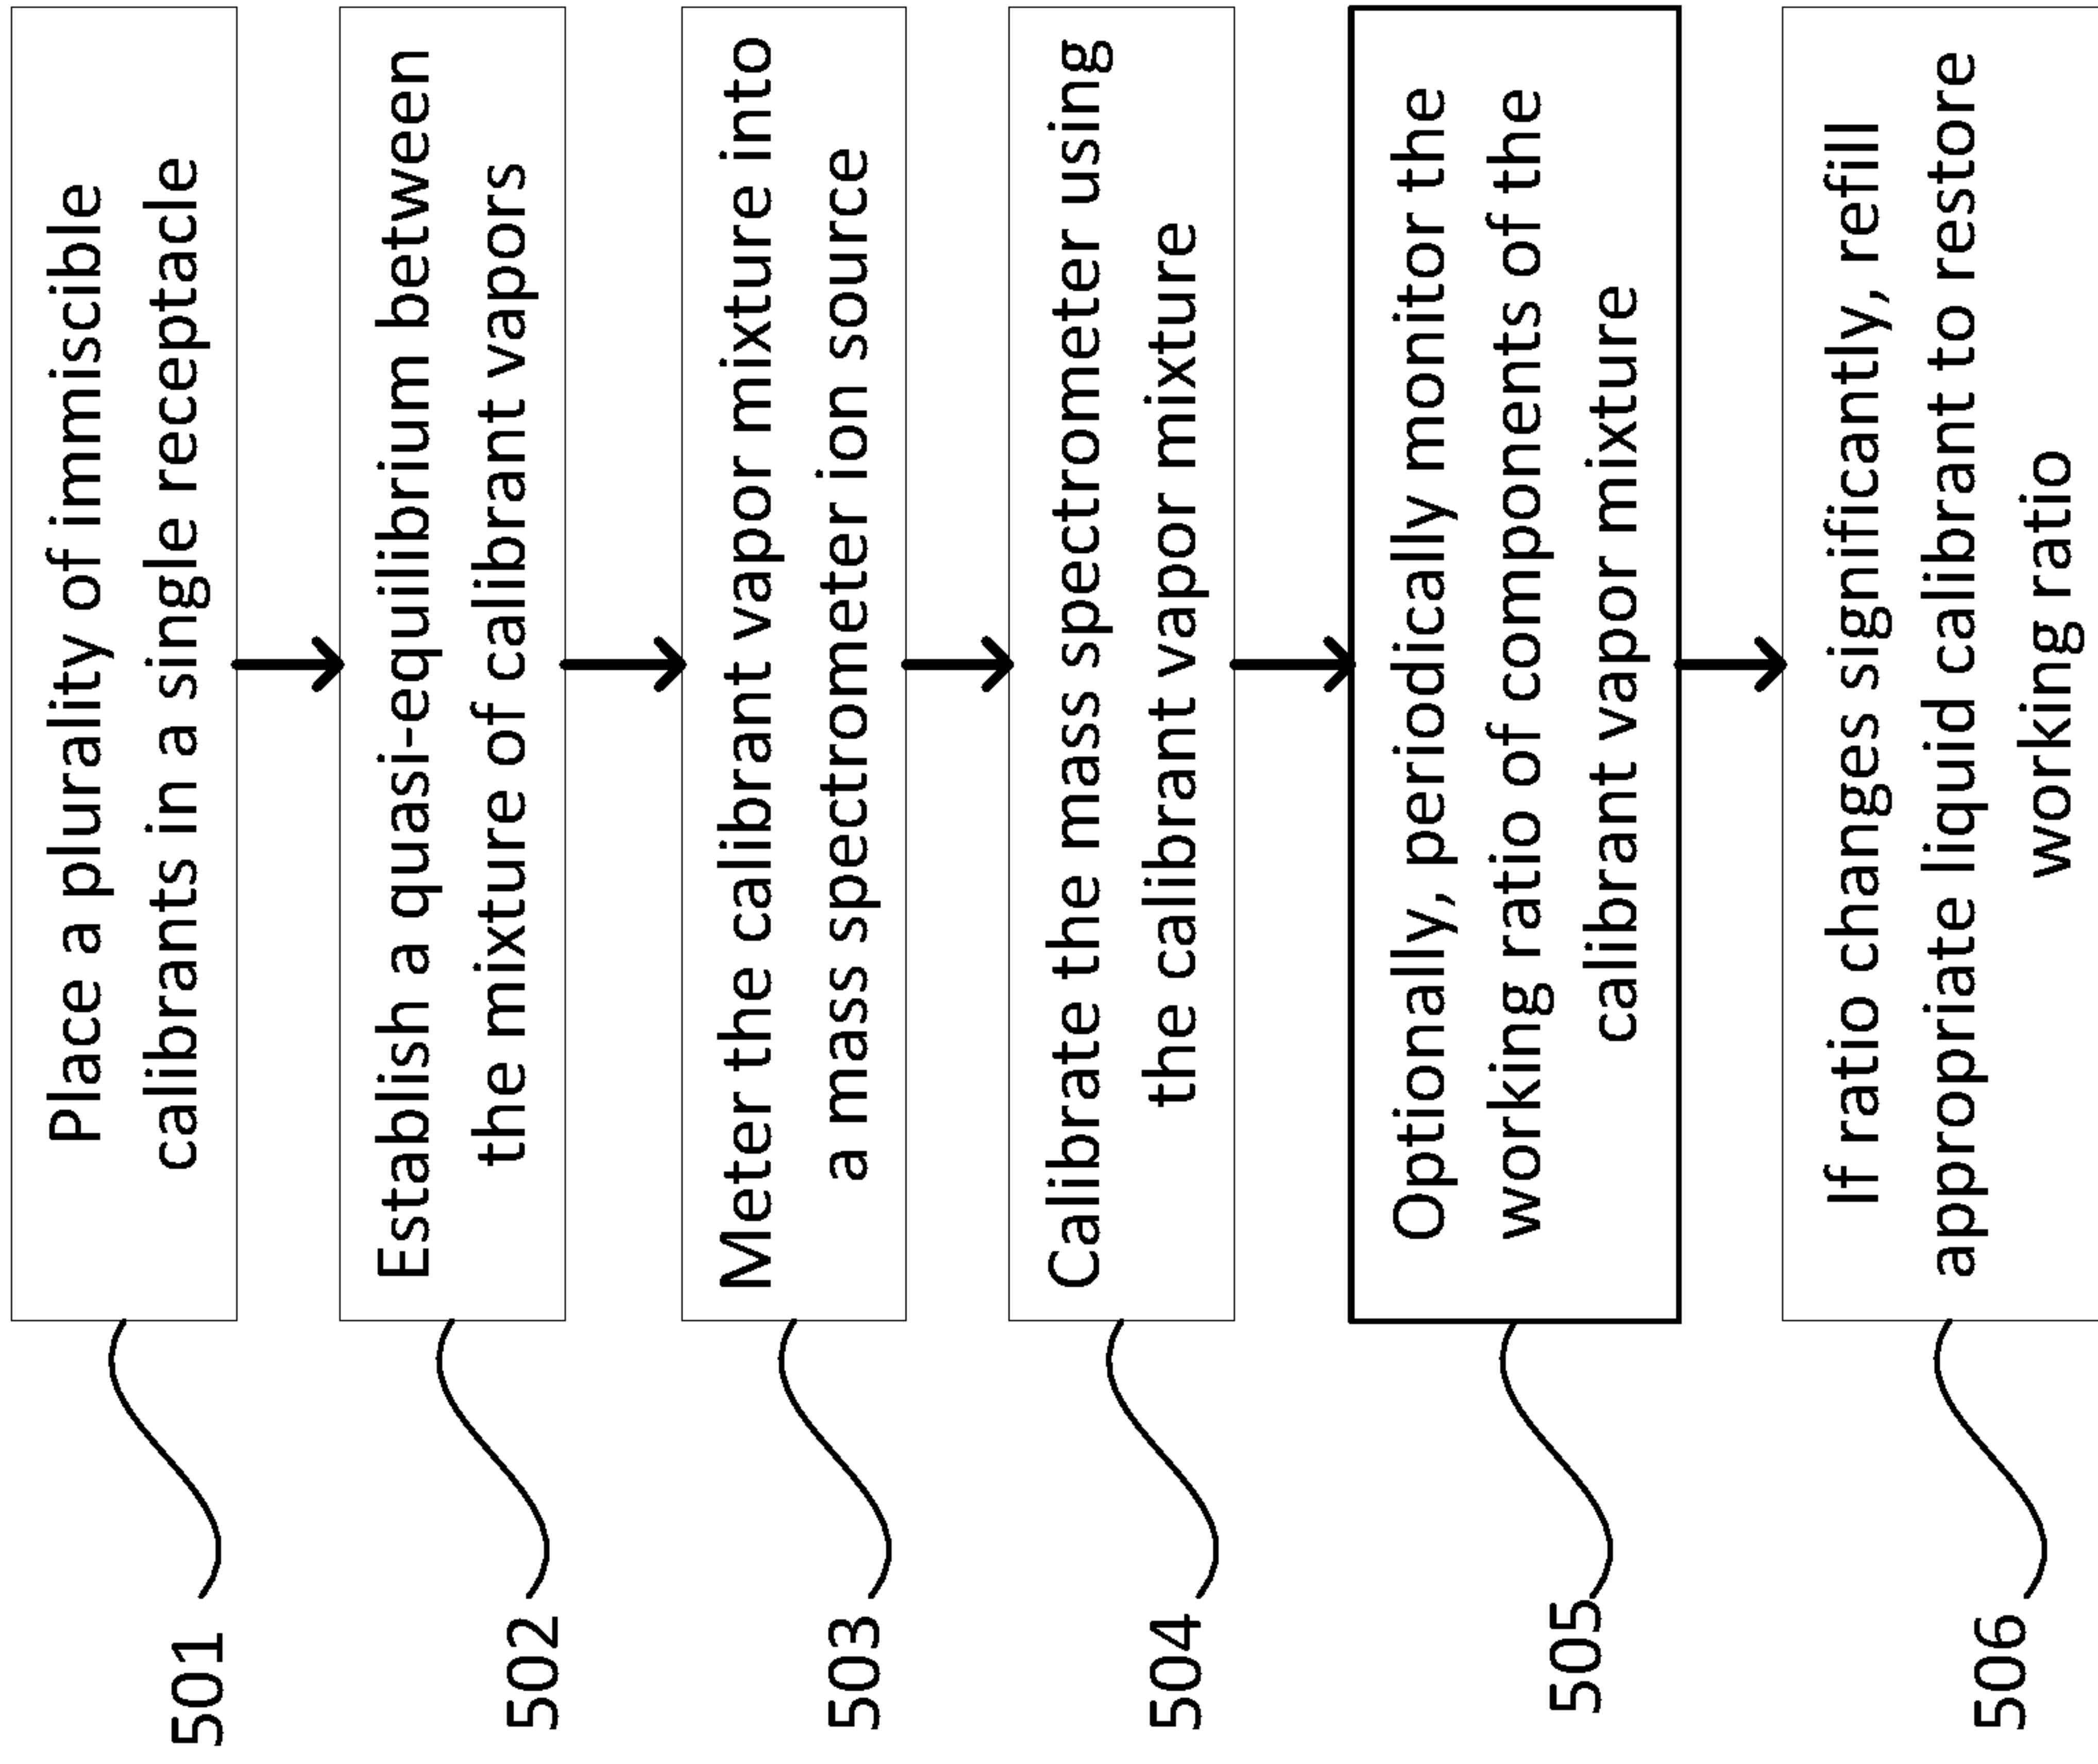 501
Place a plurality of immiscible
calibrants in a single receptacle
502
Establish a quasi-equilibrium between
the mixture of calibrant vapors
503
Meter the calibrant vapor mixture into
a mass spectrometer ion source
504
Calibrate the mass spectrometer using
the calibrant vapor mixture
505
Optionally, periodically monitor the
working ratio of components of the
calibrant vapor mixture
506
If ratio changes significantly, refill
appropriate liquid calibrant to restore
working ratio